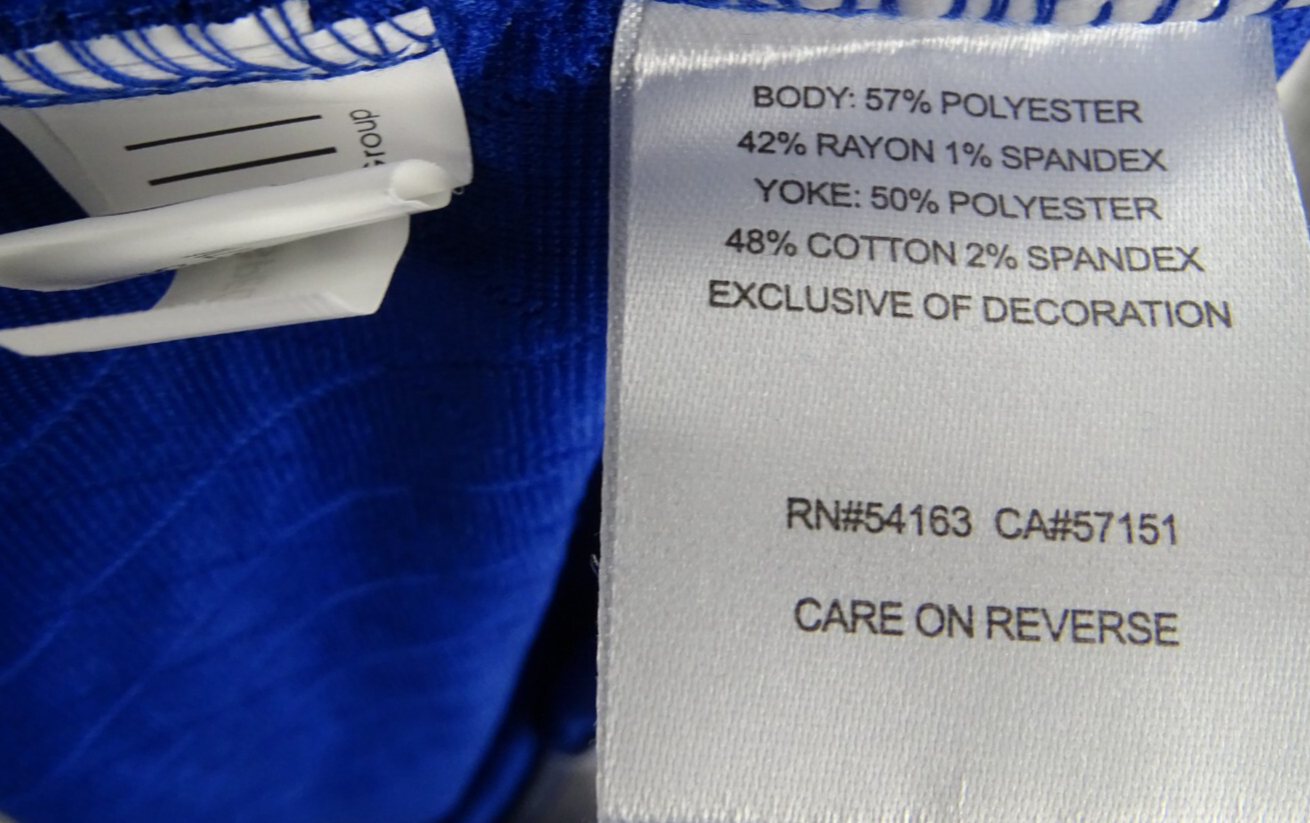 BODY: 57% POLYESTER
42% RAYON 1% SPANDEX
YOKE: 50% POLYESTER
48% COTTON 2% SPANDEX
EXCLUSIVE OF DECORATION
RN#54163 CA#57151
CARE ON REVERSE